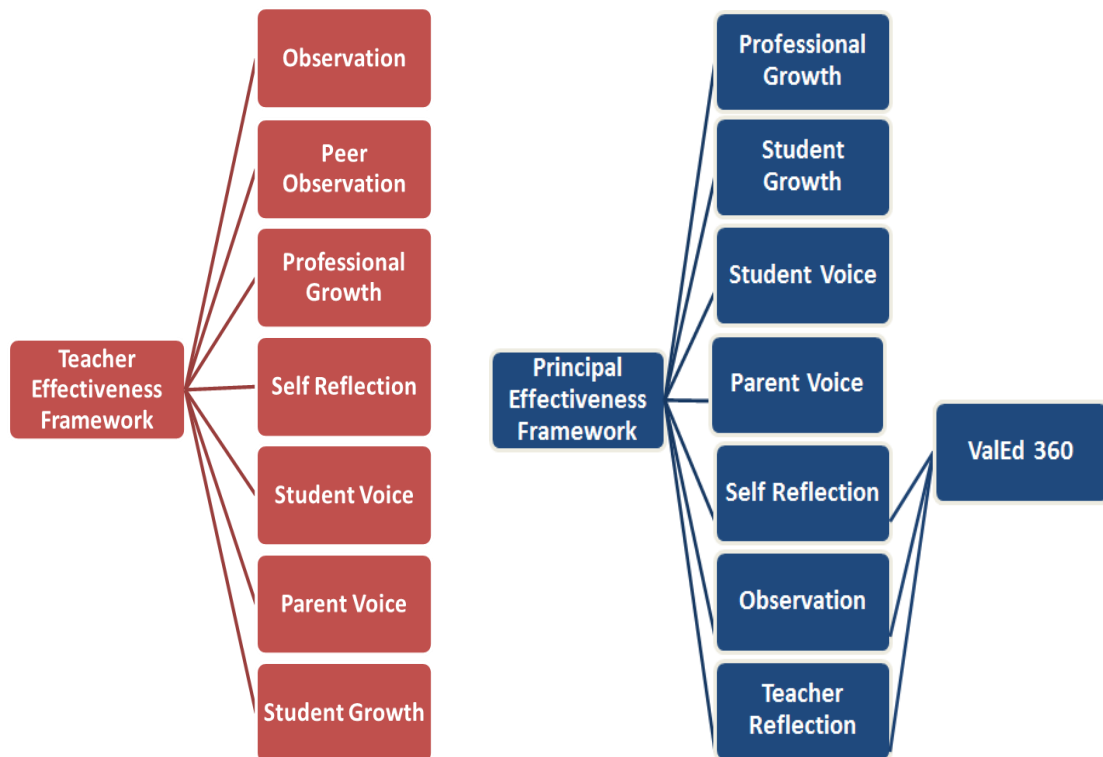 Teacher
Effectiveness
Framework
Observation
Peer
Observation
Professional
Growth
Self Reflection
Student Voice
Parent Voice
Student Growth
Principal
Effectiveness
Framework
Professional
Growth
Student
Growth
Student Voice
Parent Voice
Self Reflection
Observation
Teacher
Reflection
ValEd 360